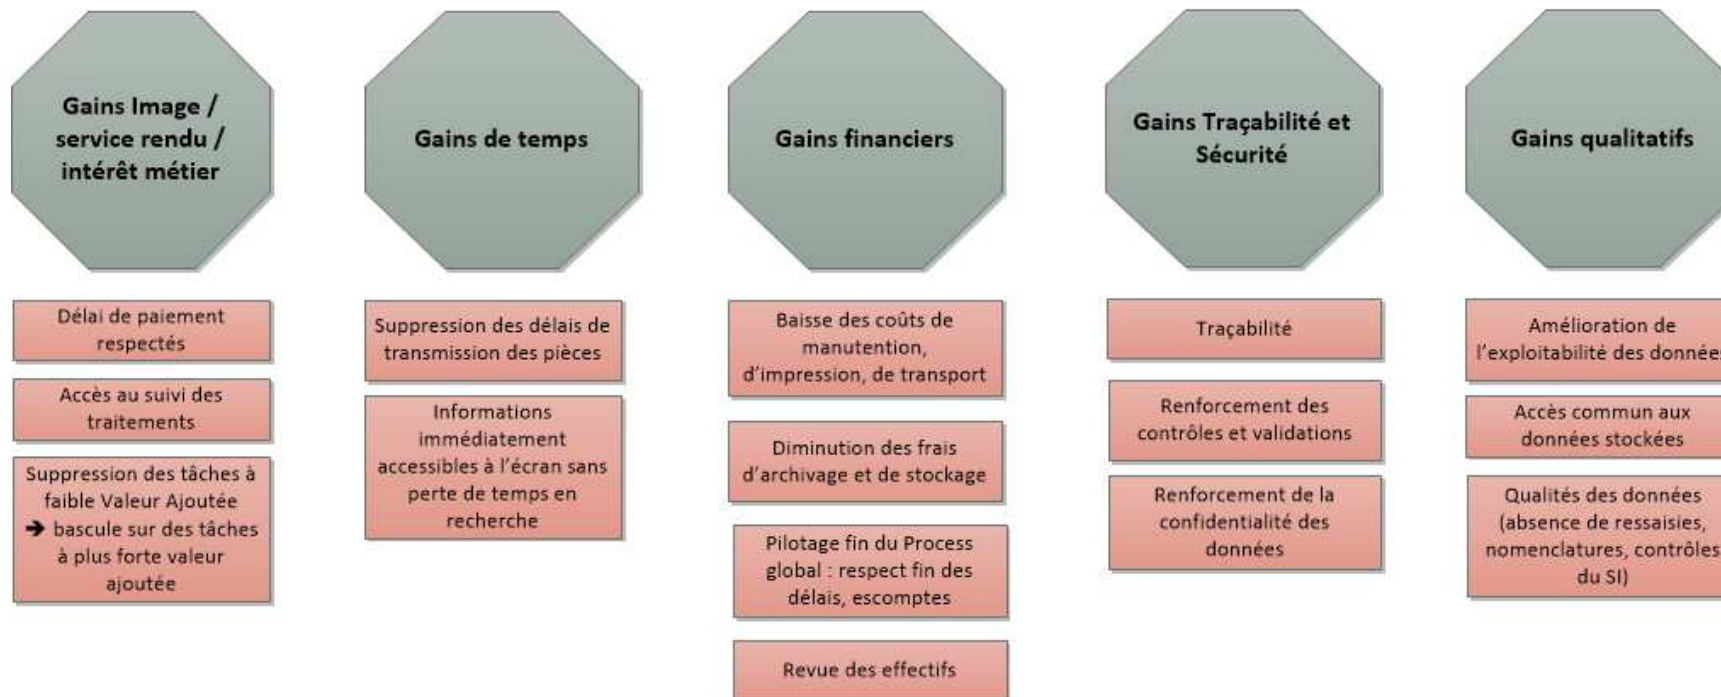 Gains Image /
service rendu /
intérêt métier
Délai de paiement
respectés
Accès au suivi des
traitements
Suppression des tâches à
faible Valeur Ajoutée
➔ bascule sur des tâches
à plus forte valeur
ajoutée
Gains de temps
Suppression des délais de
transmission des pièces
Informations
immédiatement
accessibles à l'écran sans
perte de temps en
recherche
Gains financiers
Baisse des coûts de
manutention,
d'impression, de transport
Diminution des frais
d'archivage et de stockage
Pilotage fin du Process
global : respect fin des
délais, escomptes
Revue des effectifs
Gains Traçabilité et
Sécurité
Traçabilité
Renforcement des
contrôles et validations
Renforcement de la
confidentialité des
données
Gains qualitatifs
Amélioration de
l'exploitabilité des données
Accès commun aux
données stockées
Qualités des données
(absence de ressaisies,
nomenclatures, contrôles
du SI)